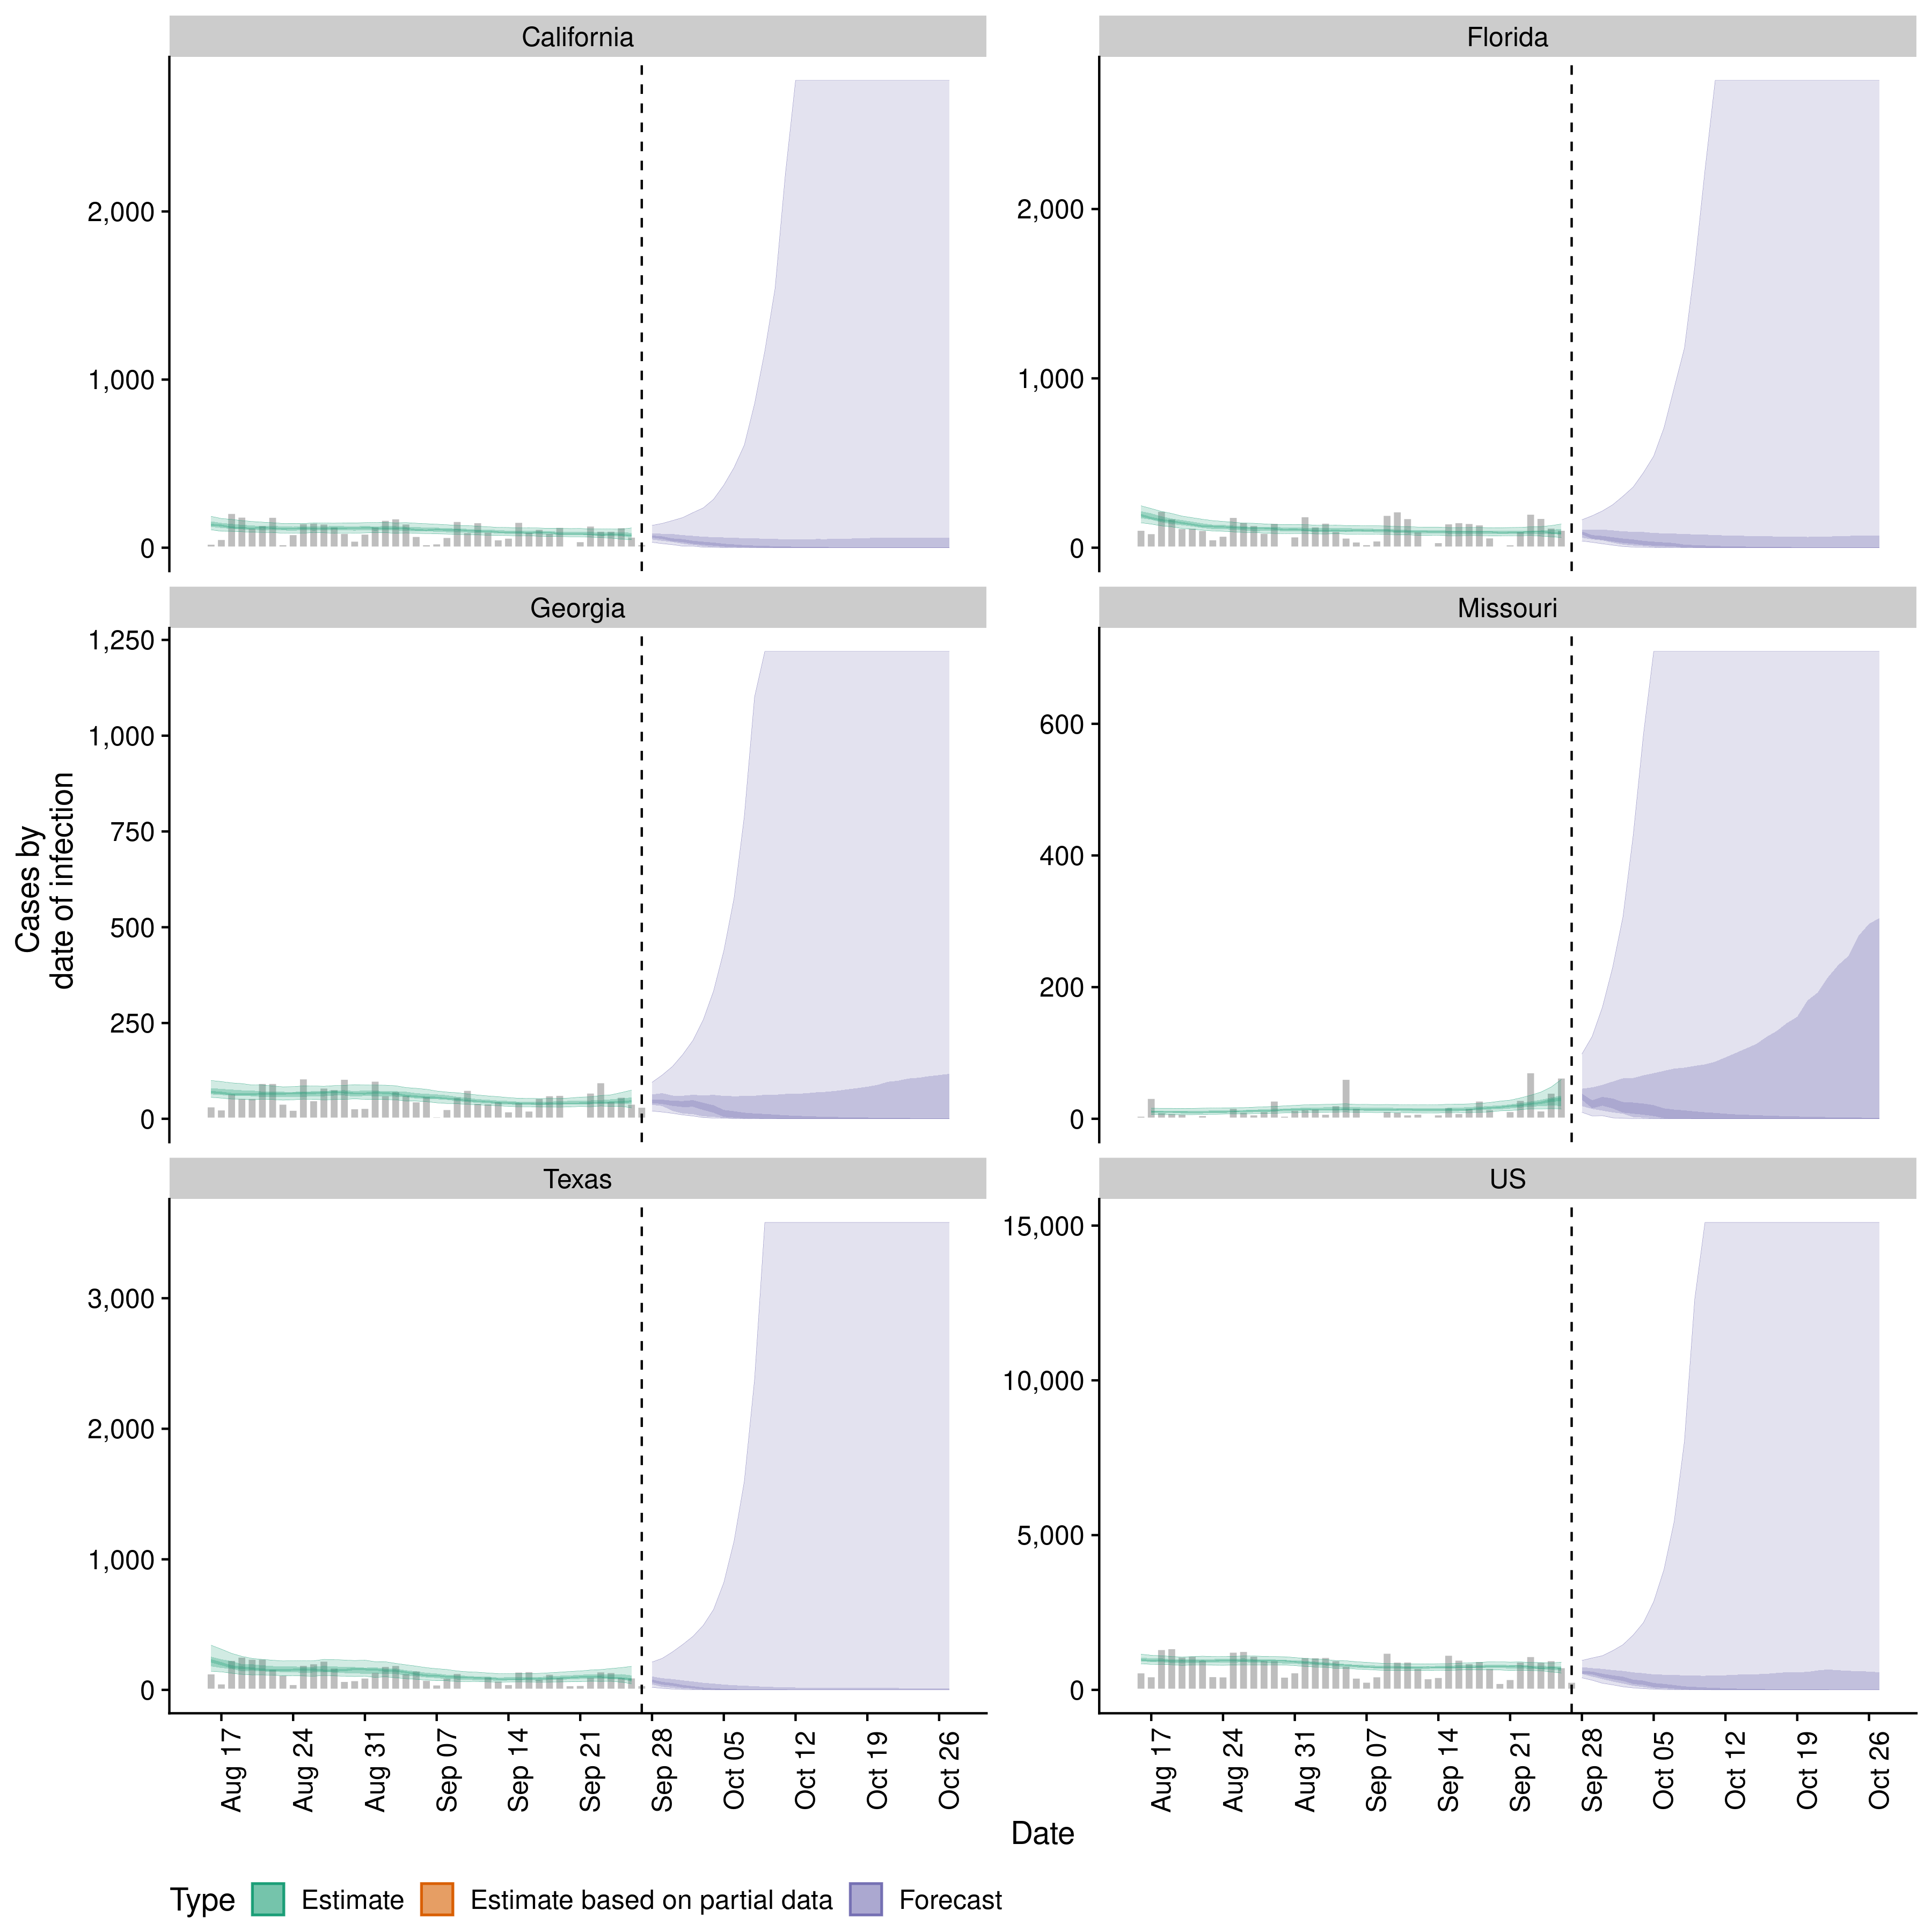 California
Florida
2,000
1,000
0
2,000
1,000
0
Georgia
Missouri
1,250
1,000
750
500
250
0
600
400
200
0
Cases by
date of infection
Texas
US
3,000
2,000
1,000
0
15,000
10,000
5,000
0
Aug 17
Aug 24
Aug 31
Sep 07
Sep 14
Sep 21
Sep 28
Oct 05
Oct 12
Oct 19
Oct 26
Aug 17
Aug 24
Aug 31
Sep 07
Sep 14
Sep 21
Sep 28
Oct 05
Oct 12
Oct 19
Oct 26
Date
Type Estimate Estimate based on partial data Forecast